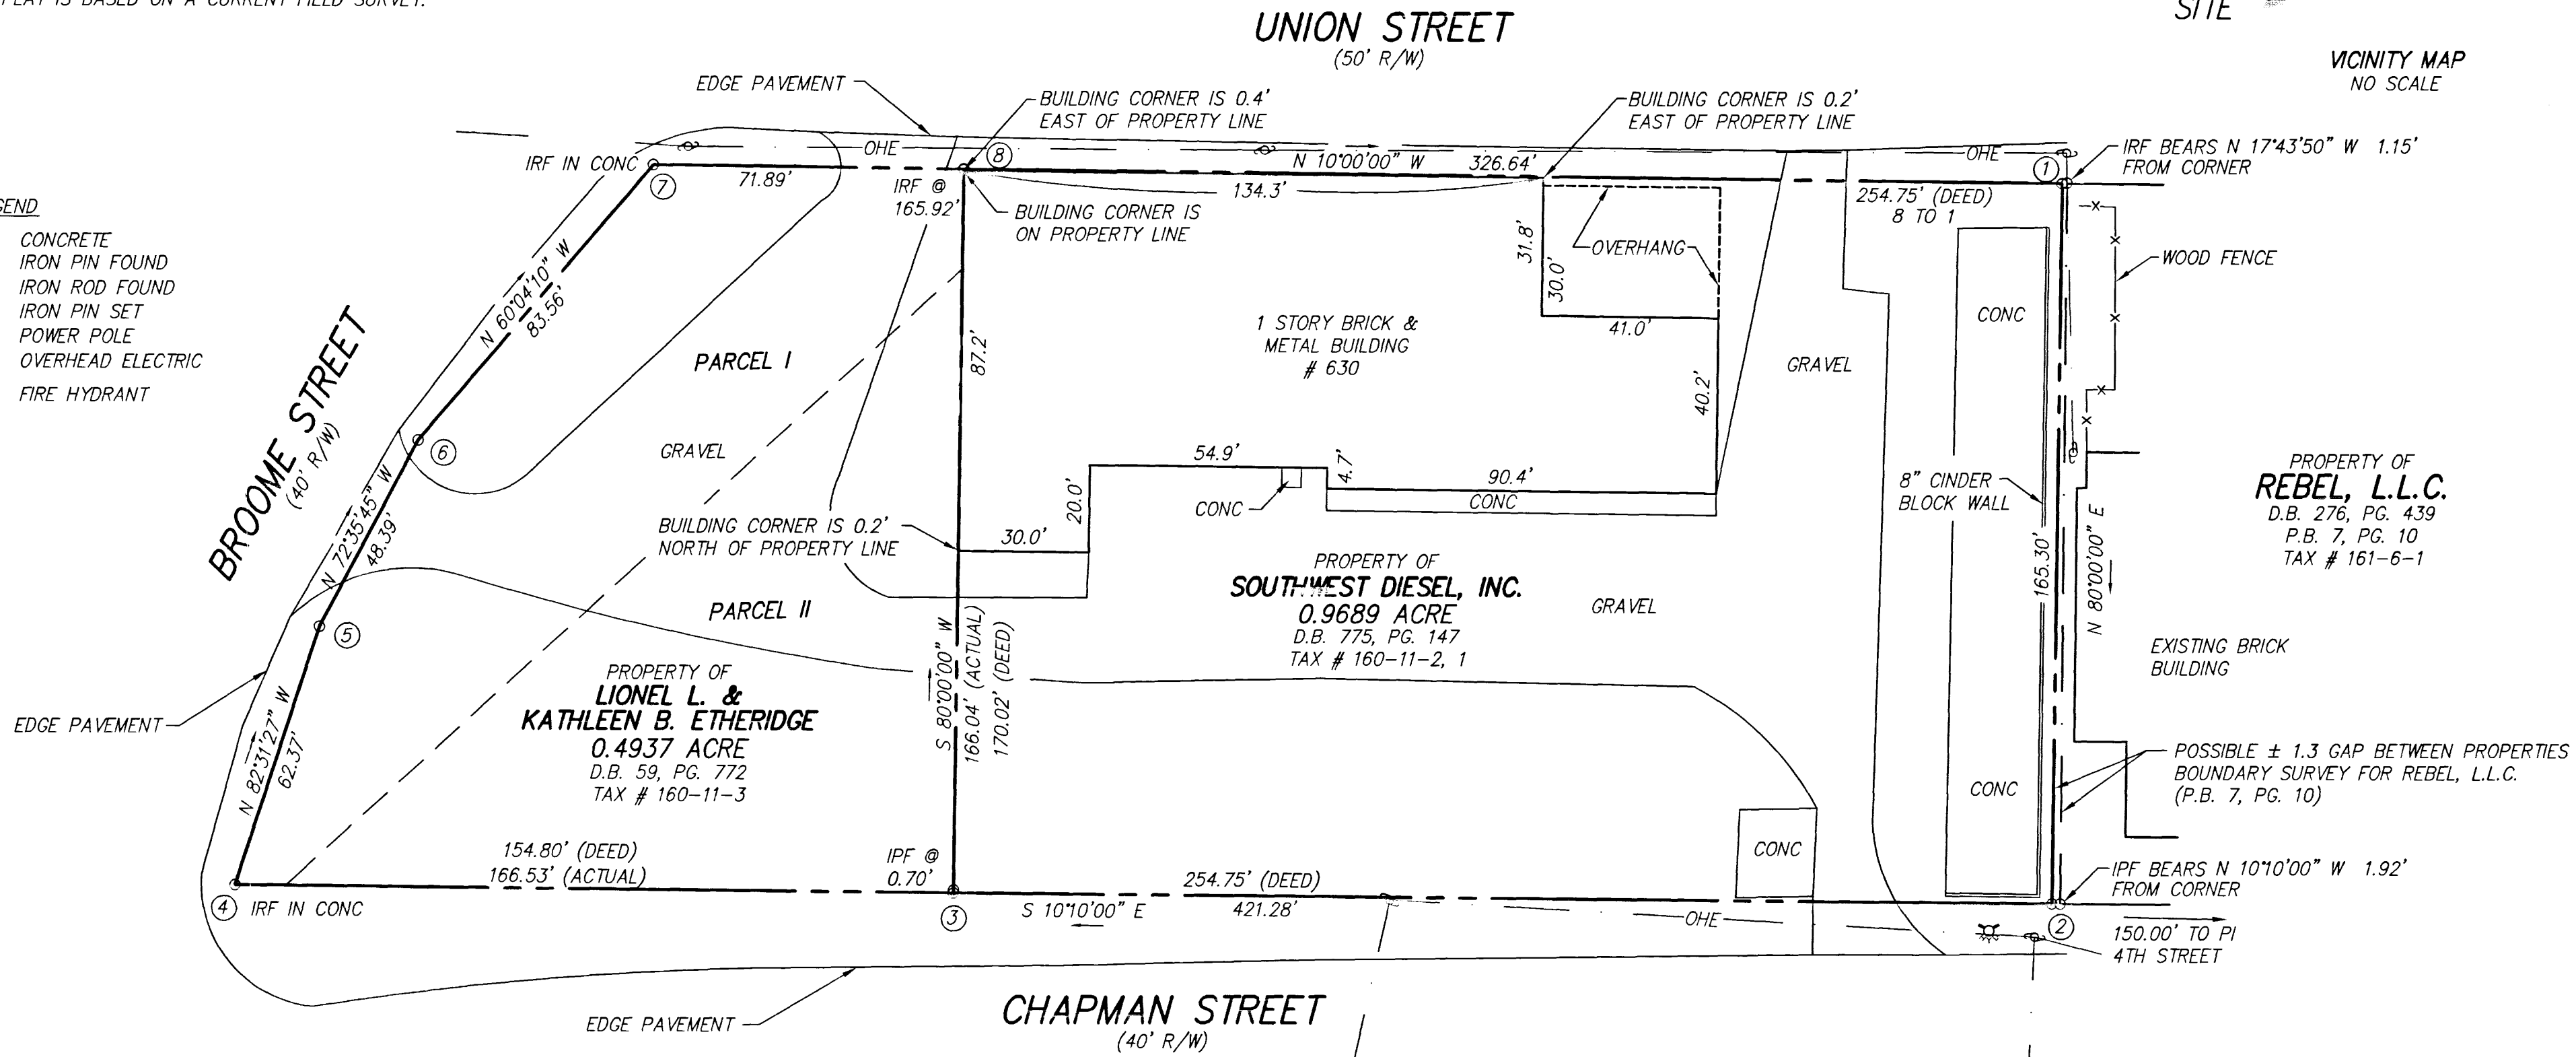 PLAT IS BASED ON A CURRENT FIELD SURVEY.
UNION STREET
(50' R/W)
SITE
VICINITY MAP
NO SCALE
EDGE PAVEMENT
BUILDING CORNER IS 0.4'
EAST OF PROPERTY LINE
BUILDING CORNER IS 0.2'
EAST OF PROPERTY LINE
IRF BEARS N 17°43'50" W 1.15'
FROM CORNER
IRF IN CONC
7
71.89'
OHE
8
IRF @
165.92'
N 10°00'00" W 326.64'
134.3'
OHE
1
254.75' (DEED)
8 TO 1
BUILDING CORNER IS
ON PROPERTY LINE
CONCRETE
IRON PIN FOUND
IRON ROD FOUND
IRON PIN SET
POWER POLE
OVERHEAD ELECTRIC
FIRE HYDRANT
31.8'
30.0'
OVERHANG
41.0'
40.2'
WOOD FENCE
CONC
N 60°04'10" W
83.56'
BROOME STREET
(40' R/W)
PARCEL I
87.2'
1 STORY BRICK &
METAL BUILDING
# 630
GRAVEL
6
GRAVEL
54.9'
4.7'
90.4'
CONC
CONC
8" CINDER
BLOCK WALL
PROPERTY OF
REBEL, L.L.C.
D.B. 276, PG. 439
P.B. 7, PG. 10
TAX # 161-6-1
N 72°35'45" W
48.39'
BUILDING CORNER IS 0.2'
NORTH OF PROPERTY LINE
30.0'
20.0'
165.30'
N 80°00'00" E
5
PARCEL II
PROPERTY OF
SOUTHWEST DIESEL, INC.
0.9689 ACRE
D.B. 775, PG. 147
TAX # 160-11-2, 1
GRAVEL
EXISTING BRICK
BUILDING
S 80°00'00" W
166.04' (ACTUAL)
170.02' (DEED)
PROPERTY OF
LIONEL L. &
KATHLEEN B. ETHERIDGE
0.4937 ACRE
D.B. 59, PG. 772
TAX # 160-11-3
EDGE PAVEMENT
N 82°31'27" W
62.37'
POSSIBLE ± 1.3 GAP BETWEEN PROPERTIES
BOUNDARY SURVEY FOR REBEL, L.L.C.
(P.B. 7, PG. 10)
CONC
CONC
154.80' (DEED)
166.53' (ACTUAL)
IPF @
0.70'
254.75' (DEED)
S 10°10'00" E 421.28'
IPF BEARS N 10°10'00" W 1.92'
FROM CORNER
4
IRF IN CONC
3
OHE
2
150.00' TO PI
4TH STREET
EDGE PAVEMENT
CHAPMAN STREET
(40' R/W)